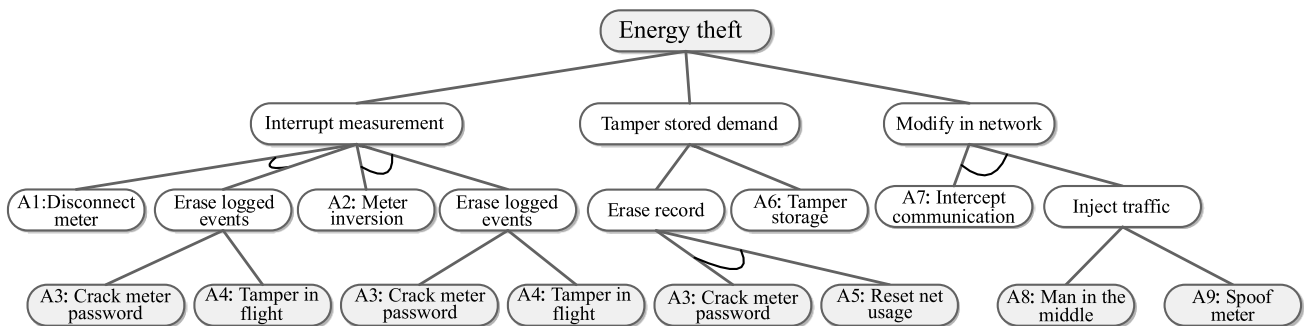 Energy theft
Interrupt measurement
Tamper stored demand
Modify in network
A1:Disconnect
meter
Erase logged
events
A2: Meter
inversion
Erase logged
events
Erase record
A6: Tamper
storage
A7: Intercept
communication
Inject traffic
A3: Crack meter
password
A4: Tamper in
flight
A3: Crack meter
password
A4: Tamper in
flight
A3: Crack meter
password
A5: Reset net
usage
A8: Man in the
middle
A9: Spoof
meter